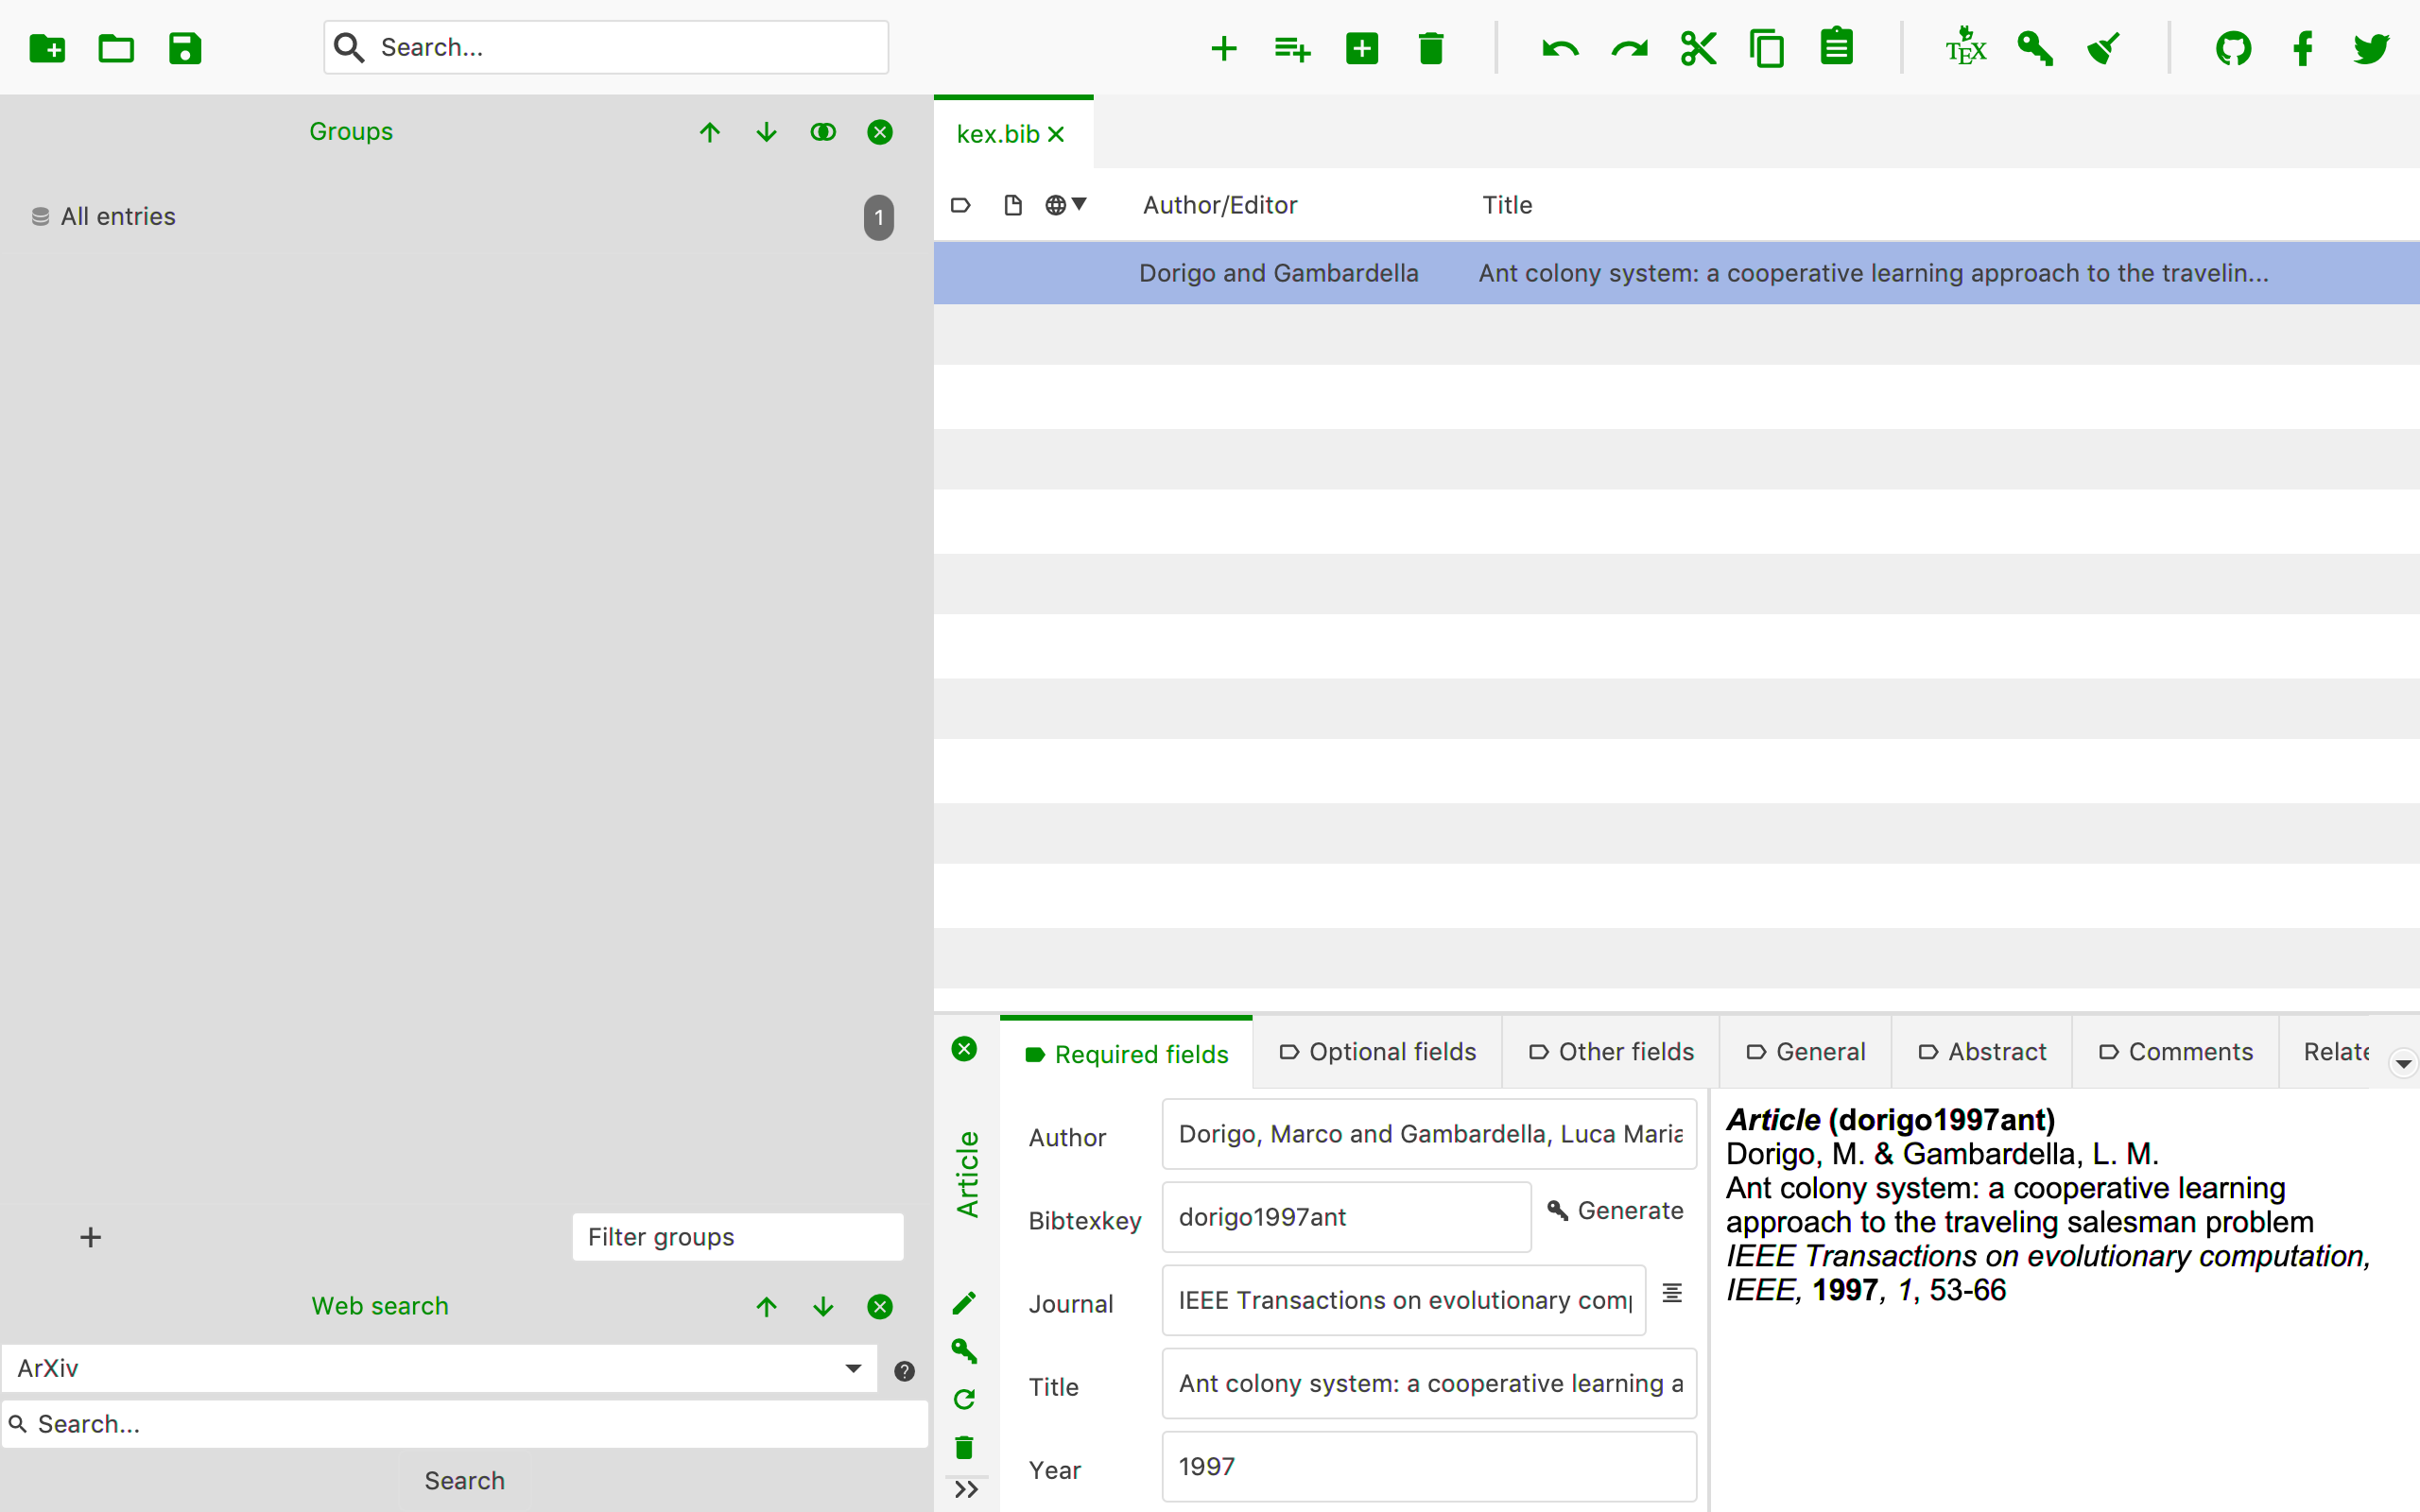 Search...
TEX
Groups
All entries
1
Filter groups
Web search
ArXiv
Search...
Search
kex.bib
Author/Editor
Title
Dorigo and Gambardella
Ant colony system: a cooperative learning approach to the travelin...
Required fields
Optional fields
Other fields
General
Abstract
Comments
Relate
Article
Author
Dorigo, Marco and Gambardella, Luca Maria
Bibtexkey
dorigo1997ant
Generate
Journal
IEEE Transactions on evolutionary comp
Title
Ant colony system: a cooperative learning a
Year
1997
Article (dorigo1997ant)
Dorigo, M. & Gambardella, L. M.
Ant colony system: a cooperative learning
approach to the traveling salesman problem
IEEE Transactions on evolutionary computation,
IEEE, 1997, 1, 53-66